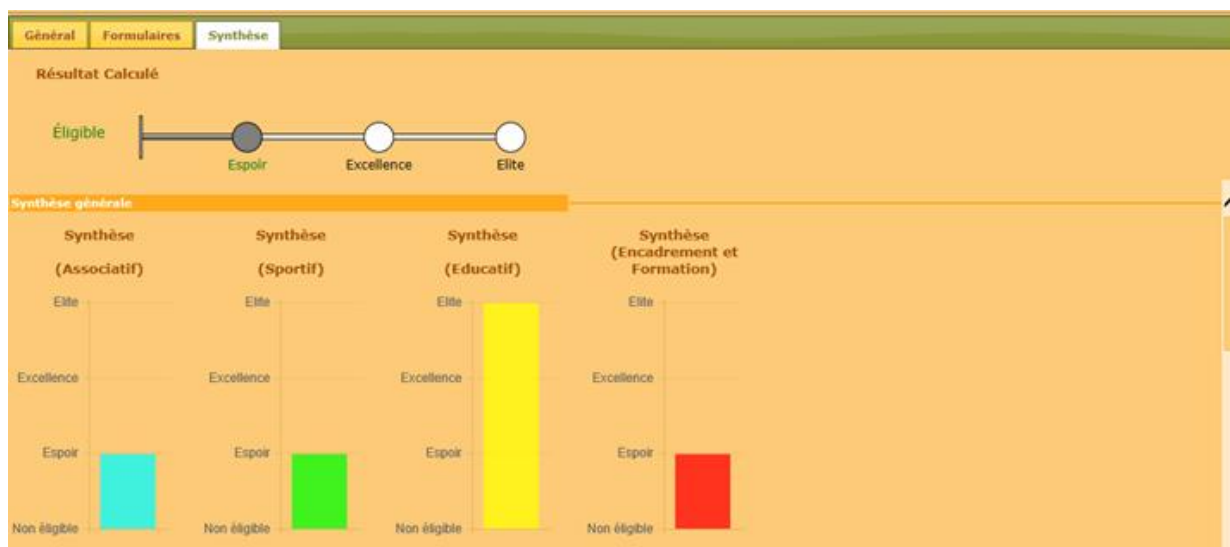 Général Formulaires Synthèse
Résultat Calculé
Éligible
Espoir Excellence Elite
Synthèse générale
Synthèse Synthèse Synthèse Synthèse
(Associatif) (Sportif) (Educatif) (Encadrement et
Formation)
Elite Elite Elite Elite
Excellence Excellence Excellence Excellence
Espoir Espoir Espoir Espoir
Non éligible Non éligible Non éligible Non éligible